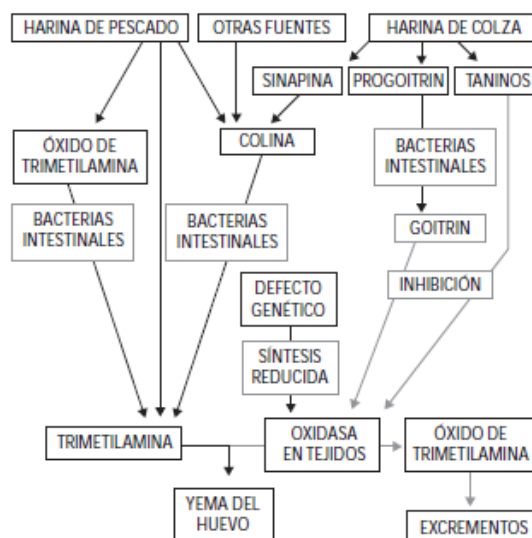 HARINA DE PESCADO
OTRAS FUENTES
HARINA DE COLZA
SINAPINA
PROGOITRIN
TANINOS
ÓXIDO DE
TRIMETILAMINA
COLINA
BACTERIAS
INTESTINALES
BACTERIAS
INTESTINALES
BACTERIAS
INTESTINALES
GOITRIN
DEFECTO
GENÉTICO
INHIBICIÓN
SÍNTESIS
REDUCIDA
TRIMETILAMINA
OXIDASA
EN TEJIDOS
ÓXIDO DE
TRIMETILAMINA
YEMA DEL
HUEVO
EXCREMENTOS